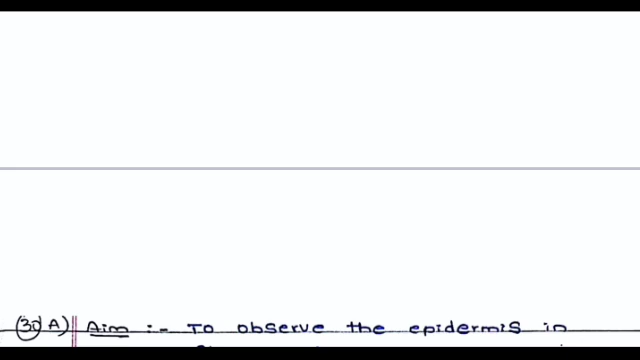 30 A) Aim :- To observe the epidermis in